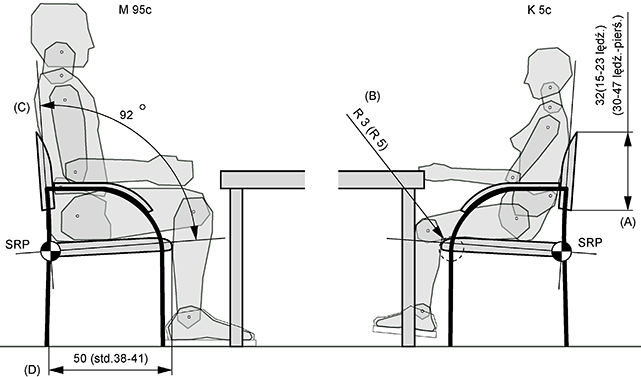 M 95c
K 5c
(C)
92 °
(B)
R 3 (R 5)
32(15-23 lędź.)
(30-47 lędź.-pierś.)
(A)
SRP
SRP
50 (std.38-41)
(D)